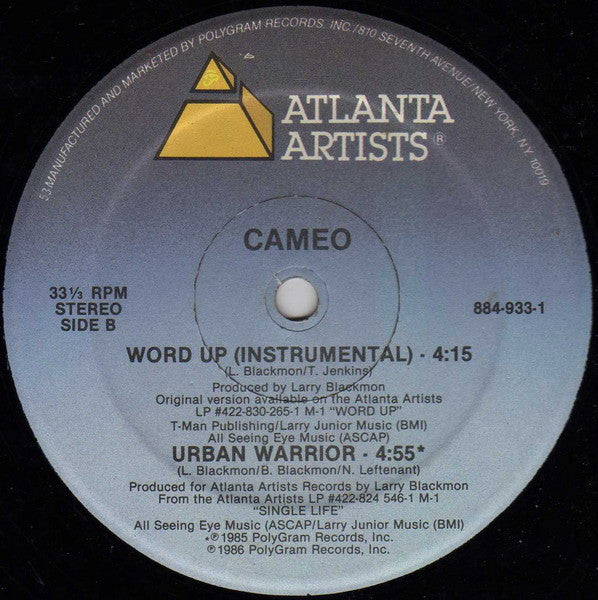 53 MANUFACTURED AND MARKETED BY POLYGRAM RECORDS, INC./810 SEVENTH AVENUE/NEW YORK, N.Y. 10019
ATLANTA
ARTISTS®
CAMEO
33⅓ RPM
STEREO
SIDE B
884-933-1
WORD UP (INSTRUMENTAL) - 4:15
(L. Blackmon/T. Jenkins)
Produced by Larry Blackmon
Original version available on the Atlanta Artists
LP #422-830-265-1 M-1 "WORD UP"
T-Man Publishing/Larry Junior Music (BMI)
All Seeing Eye Music (ASCAP)
URBAN WARRIOR - 4:55*
(L. Blackmon/B. Blackmon/N. Leftenant)
Produced for Atlanta Artists Records by Larry Blackmon
From the Atlanta Artists LP #422-824 546-1 M-1
"SINGLE LIFE"
All Seeing Eye Music (ASCAP/Larry Junior Music (BMI)
*℗1985 PolyGram Records, Inc.
℗1986 PolyGram Records, Inc.